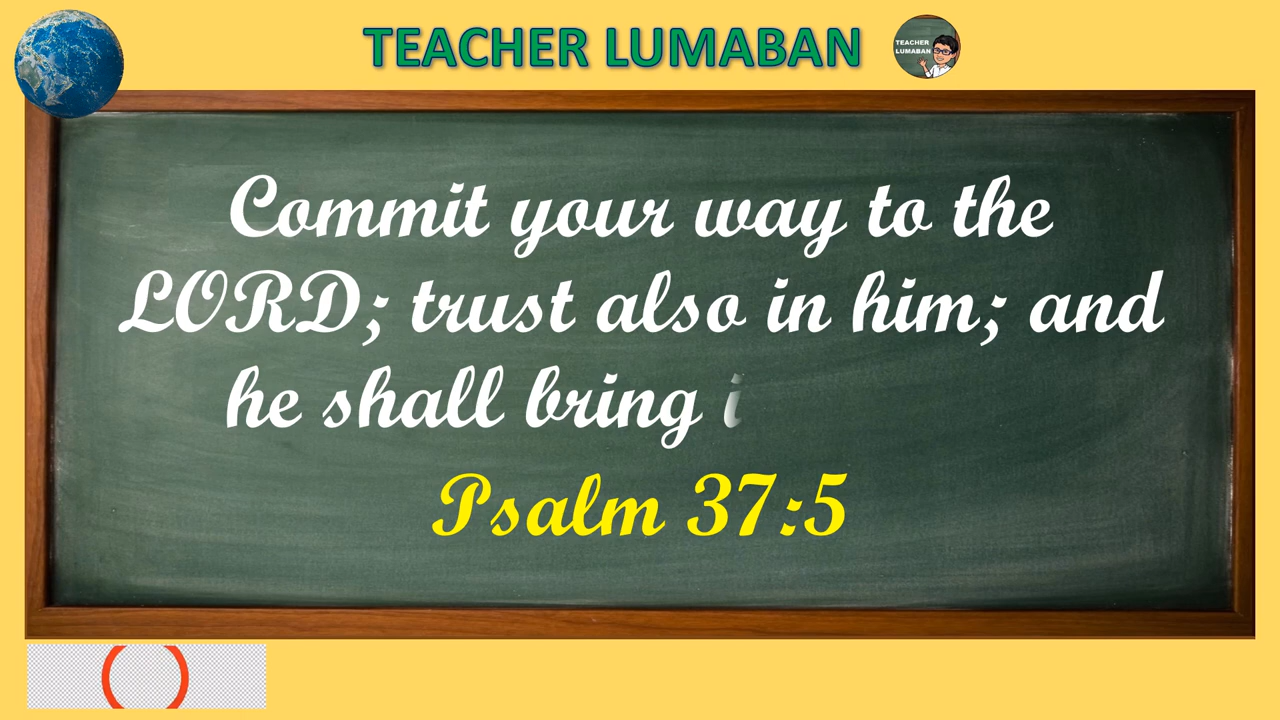 TEACHER LUMABAN
TEACHER
LUMABAN
Commit your way to the
LORD; trust also in him; and
he shall bring i
Psalm 37:5